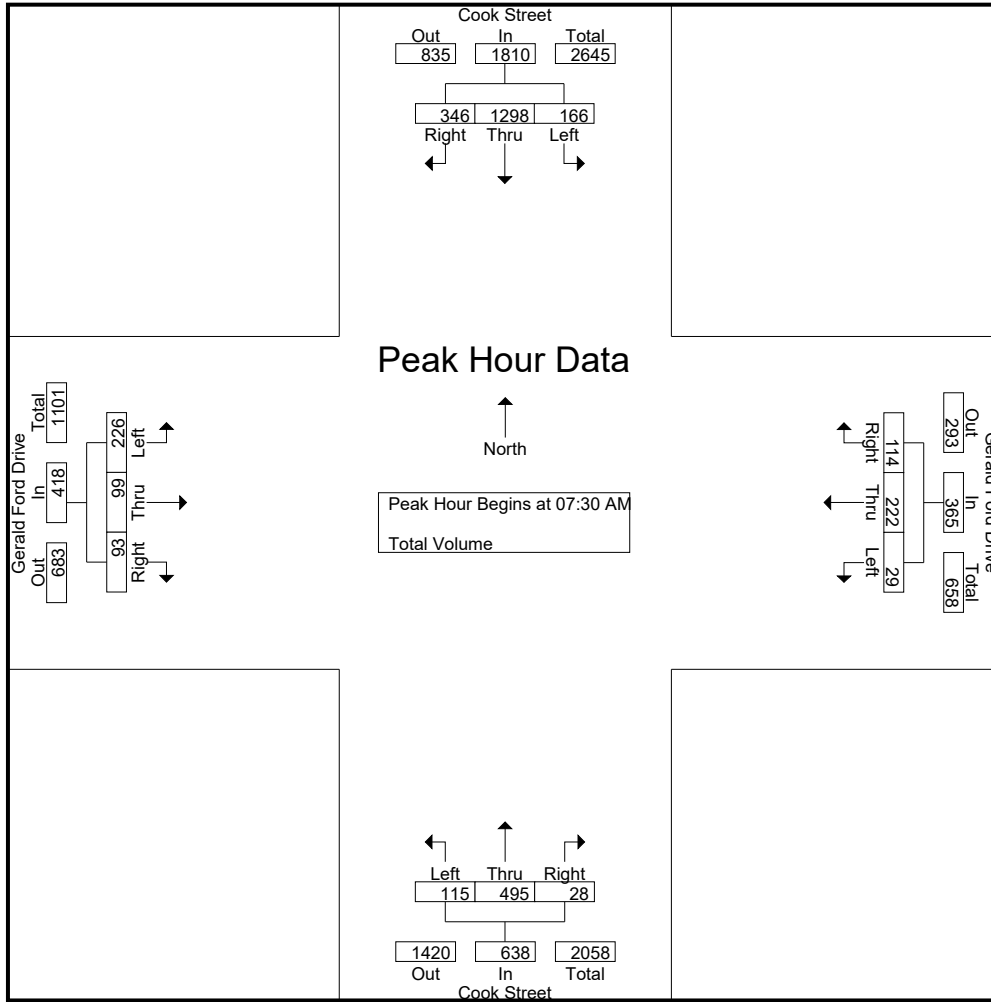 Cook Street
Out In Total
835 1810 2645
346 1298 166
Right Thru Left
Peak Hour Data
North
Peak Hour Begins at 07:30 AM
Total Volume
Gerald Ford Drive
Total In Out
1101 418 683
226 99 93
Left Thru Right
Gerald Ford Drive
Out In Total
293 365 658
114 222 29
Right Thru Left
Left Thru Right
115 495 28
1420 638 2058
Out In Total
Cook Street